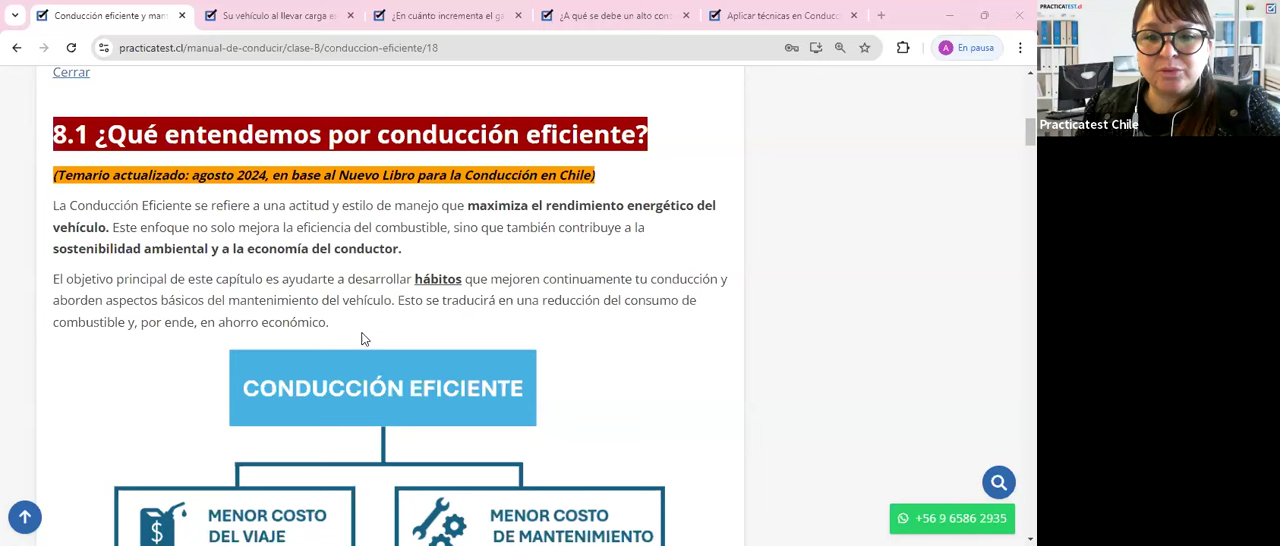 Conducción eficiente y mant
Su vehículo al llevar carga e
¿En cuánto incrementa el ga
¿A qué se debe un alto con
Aplicar técnicas en Conducc
practicatest.cl/manual-de-conducir/clase-B/conduccion-eficiente/18
A
En pausa
Cerrar
8.1 ¿Qué entendemos por conducción eficiente?
(Temario actualizado: agosto 2024, en base al Nuevo Libro para la Conducción en Chile)
La Conducción Eficiente se refiere a una actitud y estilo de manejo que maximiza el rendimiento energético del
vehículo. Este enfoque no solo mejora la eficiencia del combustible, sino que también contribuye a la
sostenibilidad ambiental y a la economía del conductor.
El objetivo principal de este capítulo es ayudarte a desarrollar hábitos que mejoren continuamente tu conducción y
aborden aspectos básicos del mantenimiento del vehículo. Esto se traducirá en una reducción del consumo de
combustible y, por ende, en ahorro económico.
CONDUCCIÓN EFICIENTE
$
MENOR COSTO
DEL VIAJE
MENOR COSTO
DE MANTENIMIENTO
+56 9 6586 2935
PRACTICATEST.cl
Practicatest Chile